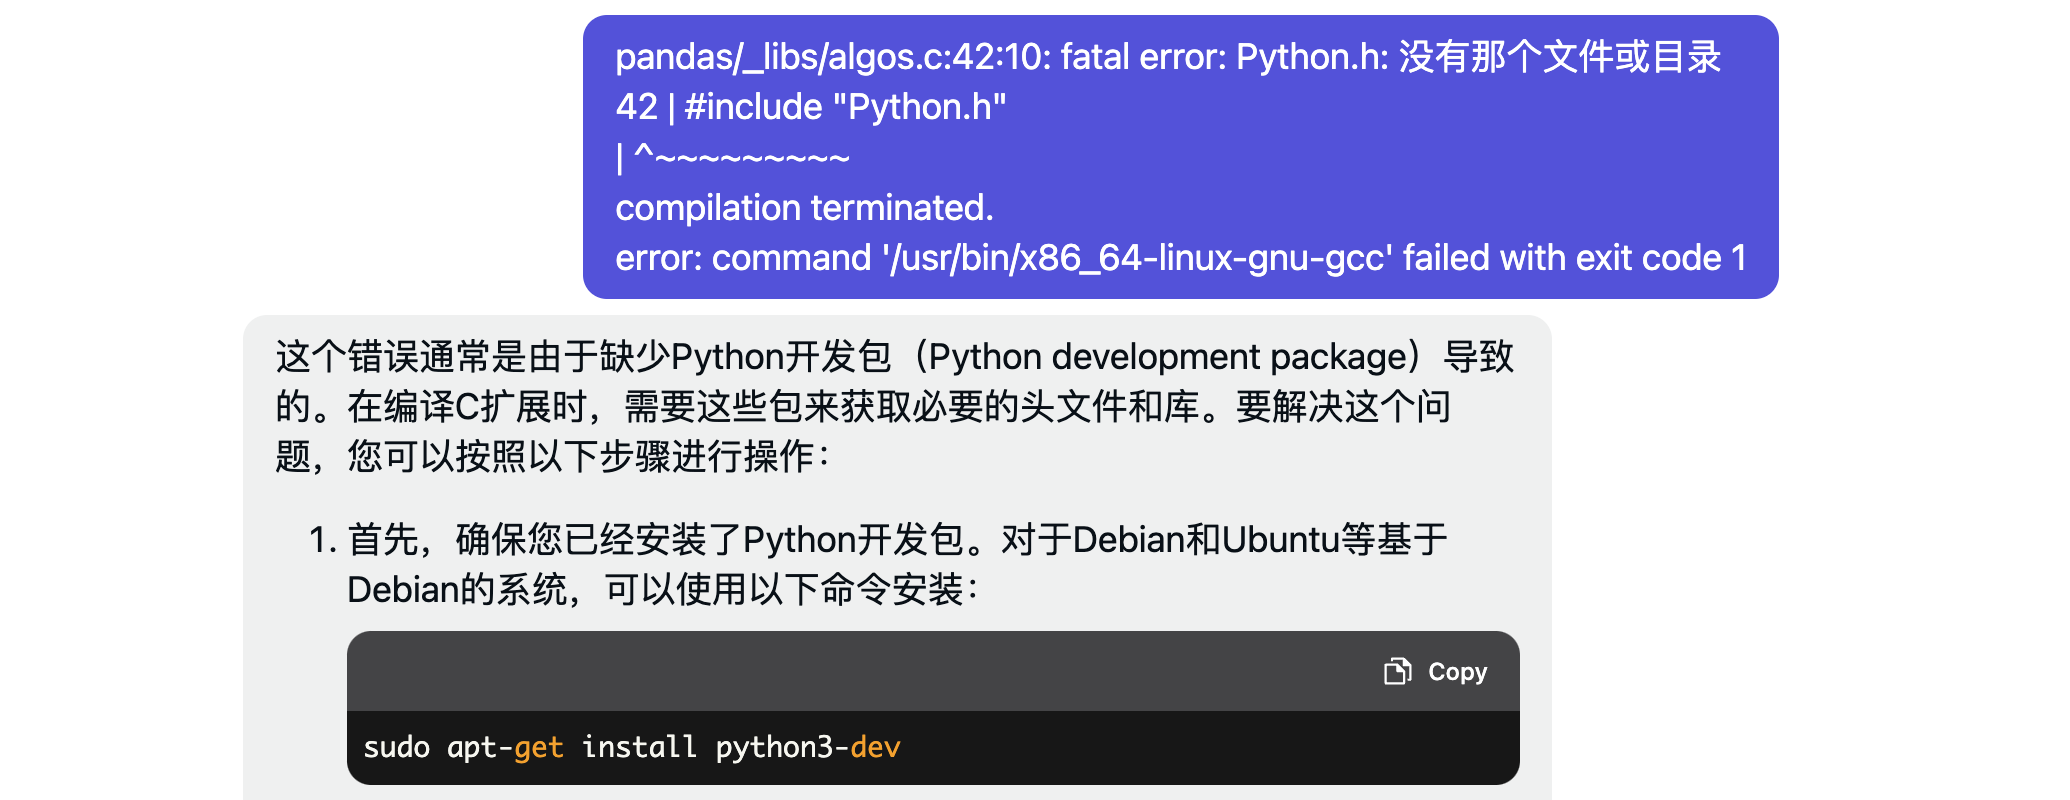 pandas/_libs/algos.c:42:10: fatal error: Python.h: 没有那个文件或目录
42 | #include "Python.h"
| ^~~~~~~~~~
compilation terminated.
error: command '/usr/bin/x86_64-linux-gnu-gcc' failed with exit code 1
这个错误通常是由于缺少Python开发包（Python development package）导致
的。在编译C扩展时，需要这些包来获取必要的头文件和库。要解决这个问
题，您可以按照以下步骤进行操作：
1. 首先，确保您已经安装了Python开发包。对于Debian和Ubuntu等基于
Debian的系统，可以使用以下命令安装：
Copy
sudo apt-get install python3-dev